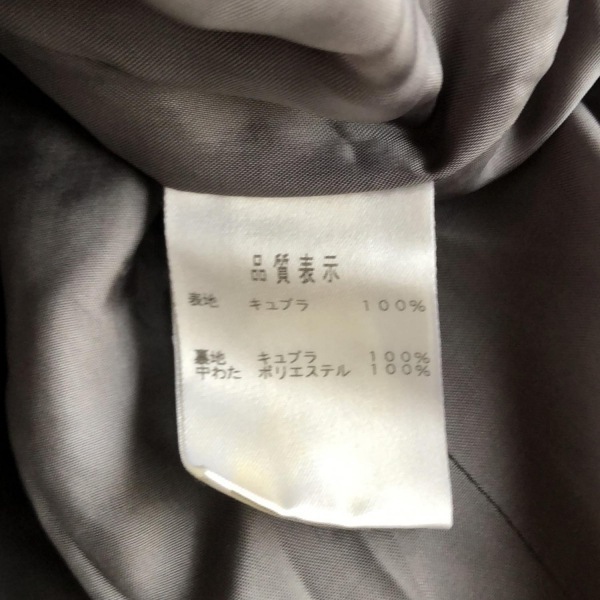 品質表示
表地 キュプラ 100%
裏地 キュプラ 100%
中わた ポリエステル 100%